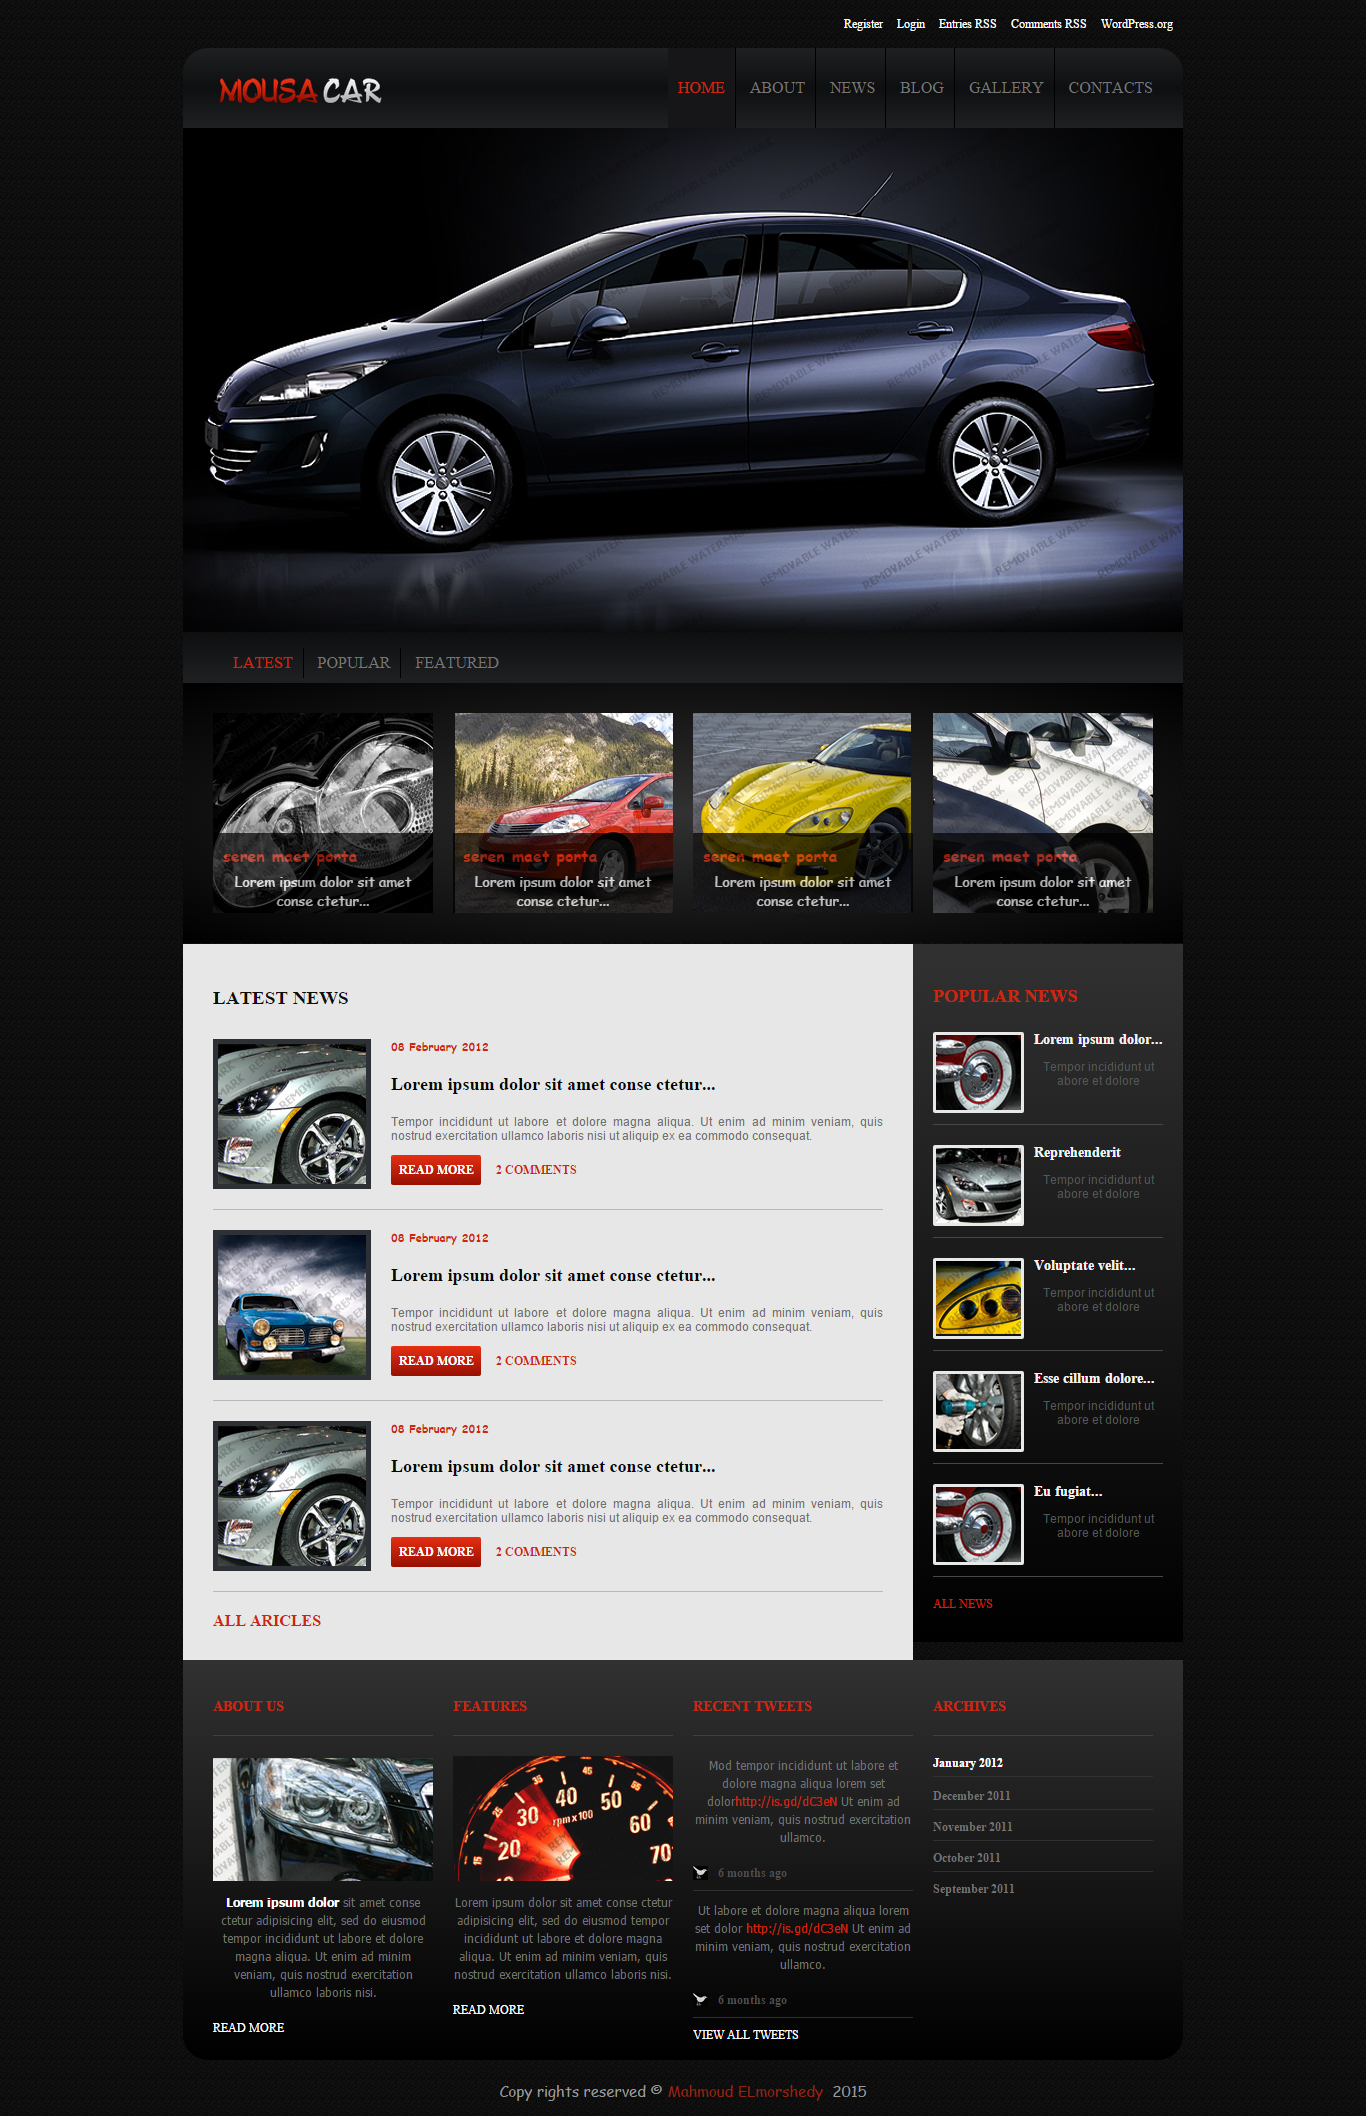 Register Login Entries RSS Comments RSS WordPress.org
MOUSA CAR
HOME ABOUT NEWS BLOG GALLERY CONTACTS
LATEST POPULAR FEATURED
seren maet porta
Lorem ipsum dolor sit amet
conse ctetur...
seren maet porta
Lorem ipsum dolor sit amet
conse ctetur...
seren maet porta
Lorem ipsum dolor sit amet
conse ctetur...
seren maet porta
Lorem ipsum dolor sit amet
conse ctetur...
LATEST NEWS
08 February 2012
Lorem ipsum dolor sit amet conse ctetur...
Tempor incididunt ut labore et dolore magna aliqua. Ut enim ad minim veniam, quis
nostrud exercitation ullamco laboris nisi ut aliquip ex ea commodo consequat.
READ MORE 2 COMMENTS
08 February 2012
Lorem ipsum dolor sit amet conse ctetur...
Tempor incididunt ut labore et dolore magna aliqua. Ut enim ad minim veniam, quis
nostrud exercitation ullamco laboris nisi ut aliquip ex ea commodo consequat.
READ MORE 2 COMMENTS
08 February 2012
Lorem ipsum dolor sit amet conse ctetur...
Tempor incididunt ut labore et dolore magna aliqua. Ut enim ad minim veniam, quis
nostrud exercitation ullamco laboris nisi ut aliquip ex ea commodo consequat.
READ MORE 2 COMMENTS
ALL ARICLES
POPULAR NEWS
Lorem ipsum dolor...
Tempor incididunt ut
abore et dolore
Reprehenderit
Tempor incididunt ut
abore et dolore
Voluptate velit...
Tempor incididunt ut
abore et dolore
Esse cillum dolore...
Tempor incididunt ut
abore et dolore
Eu fugiat...
Tempor incididunt ut
abore et dolore
ALL NEWS
ABOUT US
Lorem ipsum dolor sit amet conse
ctetur adipisicing elit, sed do eiusmod
tempor incididunt ut labore et dolore
magna aliqua. Ut enim ad minim
veniam, quis nostrud exercitation
ullamco laboris nisi.
READ MORE
FEATURES
15
20
25
30
35
40
45
50
60
70
rpm x 100
Lorem ipsum dolor sit amet conse ctetur
adipisicing elit, sed do eiusmod tempor
incididunt ut labore et dolore magna
aliqua. Ut enim ad minim veniam, quis
nostrud exercitation ullamco laboris nisi.
READ MORE
RECENT TWEETS
Mod tempor incididunt ut labore et
dolore magna aliqua lorem set
dolorhttp://is.gd/dC3eN Ut enim ad
minim veniam, quis nostrud exercitation
ullamco.
6 months ago
Ut labore et dolore magna aliqua lorem
set dolor http://is.gd/dC3eN Ut enim ad
minim veniam, quis nostrud exercitation
ullamco.
6 months ago
VIEW ALL TWEETS
ARCHIVES
January 2012
December 2011
November 2011
October 2011
September 2011
Copy rights reserved © Mahmoud ELmorshedy 2015